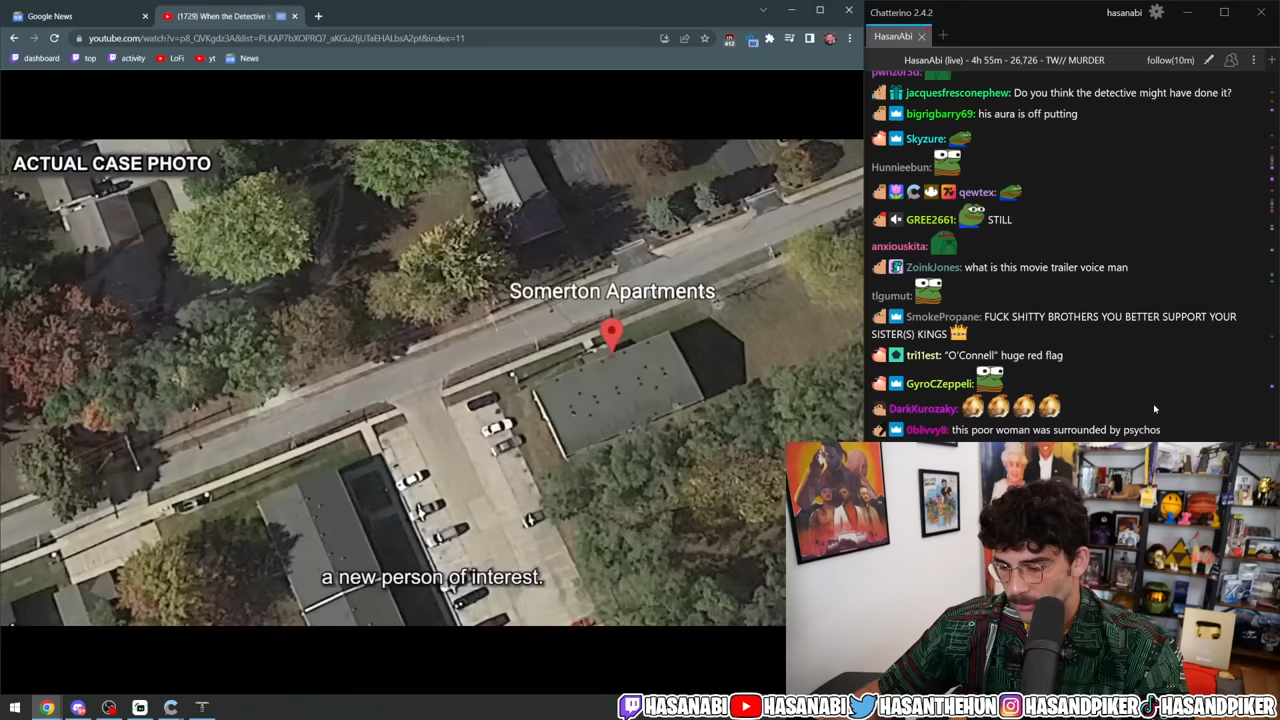 Google News
(1729) When the Detective is
youtube.com/watch?v=p8_QVKgdz3A&list=PLKAP7bXOPRQ7_aKGu2fjUTaEHALbsA2pt&index=11
412
80
dashboard
top
activity
LoFi
yt
News
ACTUAL CASE PHOTO
Somerton Apartments
a new person of interest.
Chatterino 2.4.2
hasanabi
HasanAbi
HasanAbi (live) - 4h 55m - 26,726 - TW// MURDER
follow(10m)
jacquesfresconephew: Do you think the detective might have done it?
bigrigbarry69: his aura is off putting
Skyzure:
Hunnieebun:
qewtex:
GREE2661: STILL
anxiouskita:
ZoinkJones: what is this movie trailer voice man
tlgumut:
SmokePropane: FUCK SHITTY BROTHERS YOU BETTER SUPPORT YOUR
SISTER(S) KINGS
tri11est: "O'Connell" huge red flag
GyroCZeppeli:
DarkKurozaky:
0blivvy8: this poor woman was surrounded by psychos
HASANABI
HASANABI
HASANTHEHUN
HASANDPIKER
HASANDPIKER